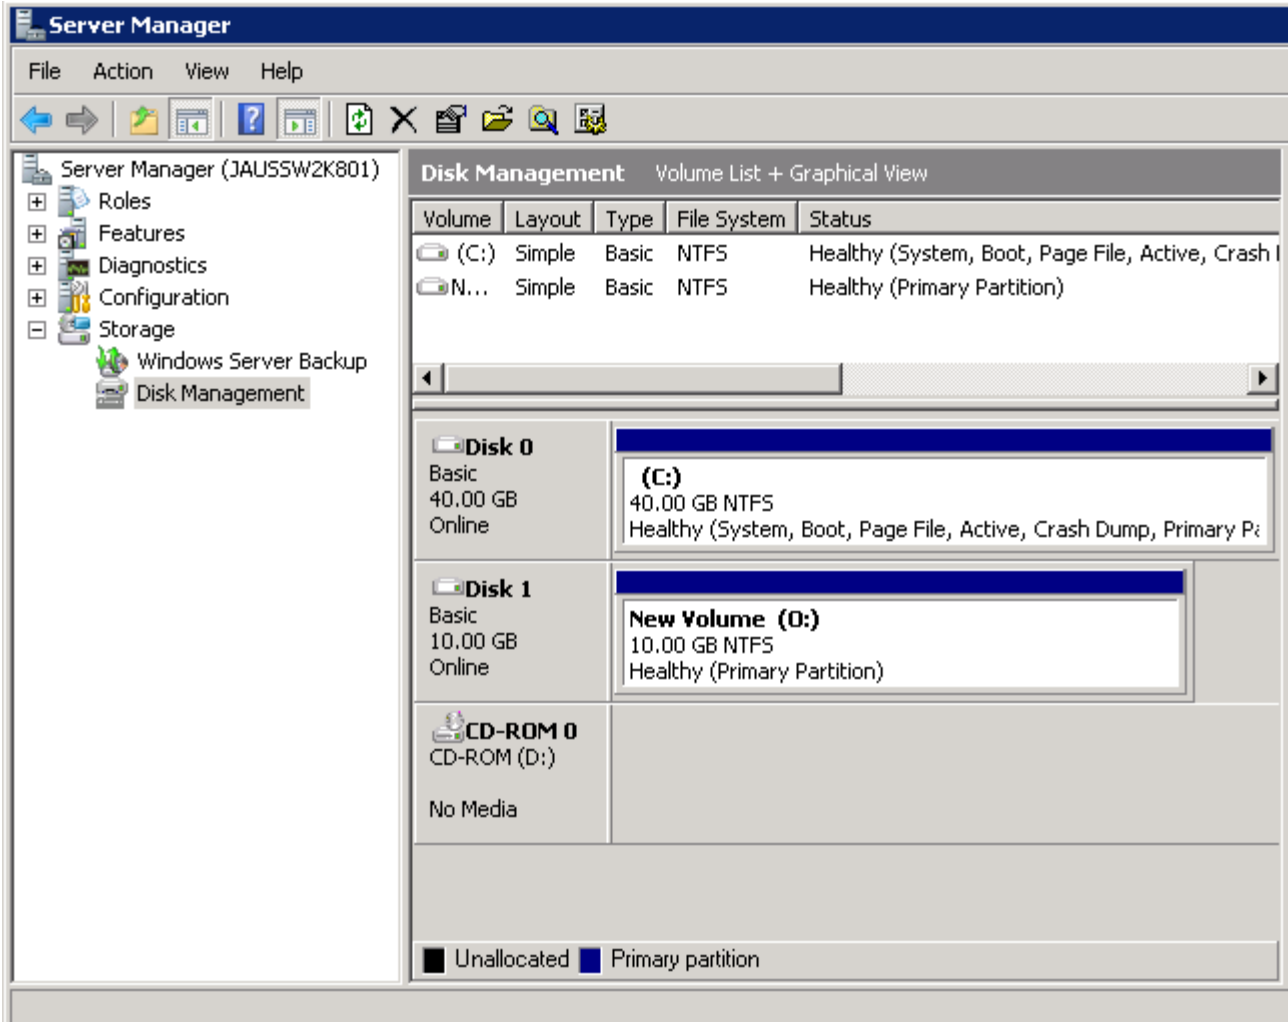 Server Manager
File Action View Help
Server Manager (JAUSSW2K801)
Roles
Features
Diagnostics
Configuration
Storage
Windows Server Backup
Disk Management
Disk Management Volume List + Graphical View
Volume Layout Type File System Status
(C:) Simple Basic NTFS Healthy (System, Boot, Page File, Active, Crash
N... Simple Basic NTFS Healthy (Primary Partition)
Disk 0
Basic
40.00 GB
Online
(C:)
40.00 GB NTFS
Healthy (System, Boot, Page File, Active, Crash Dump, Primary
Disk 1
Basic
10.00 GB
Online
New Volume (O:)
10.00 GB NTFS
Healthy (Primary Partition)
CD-ROM 0
CD-ROM (D:)
No Media
Unallocated Primary partition